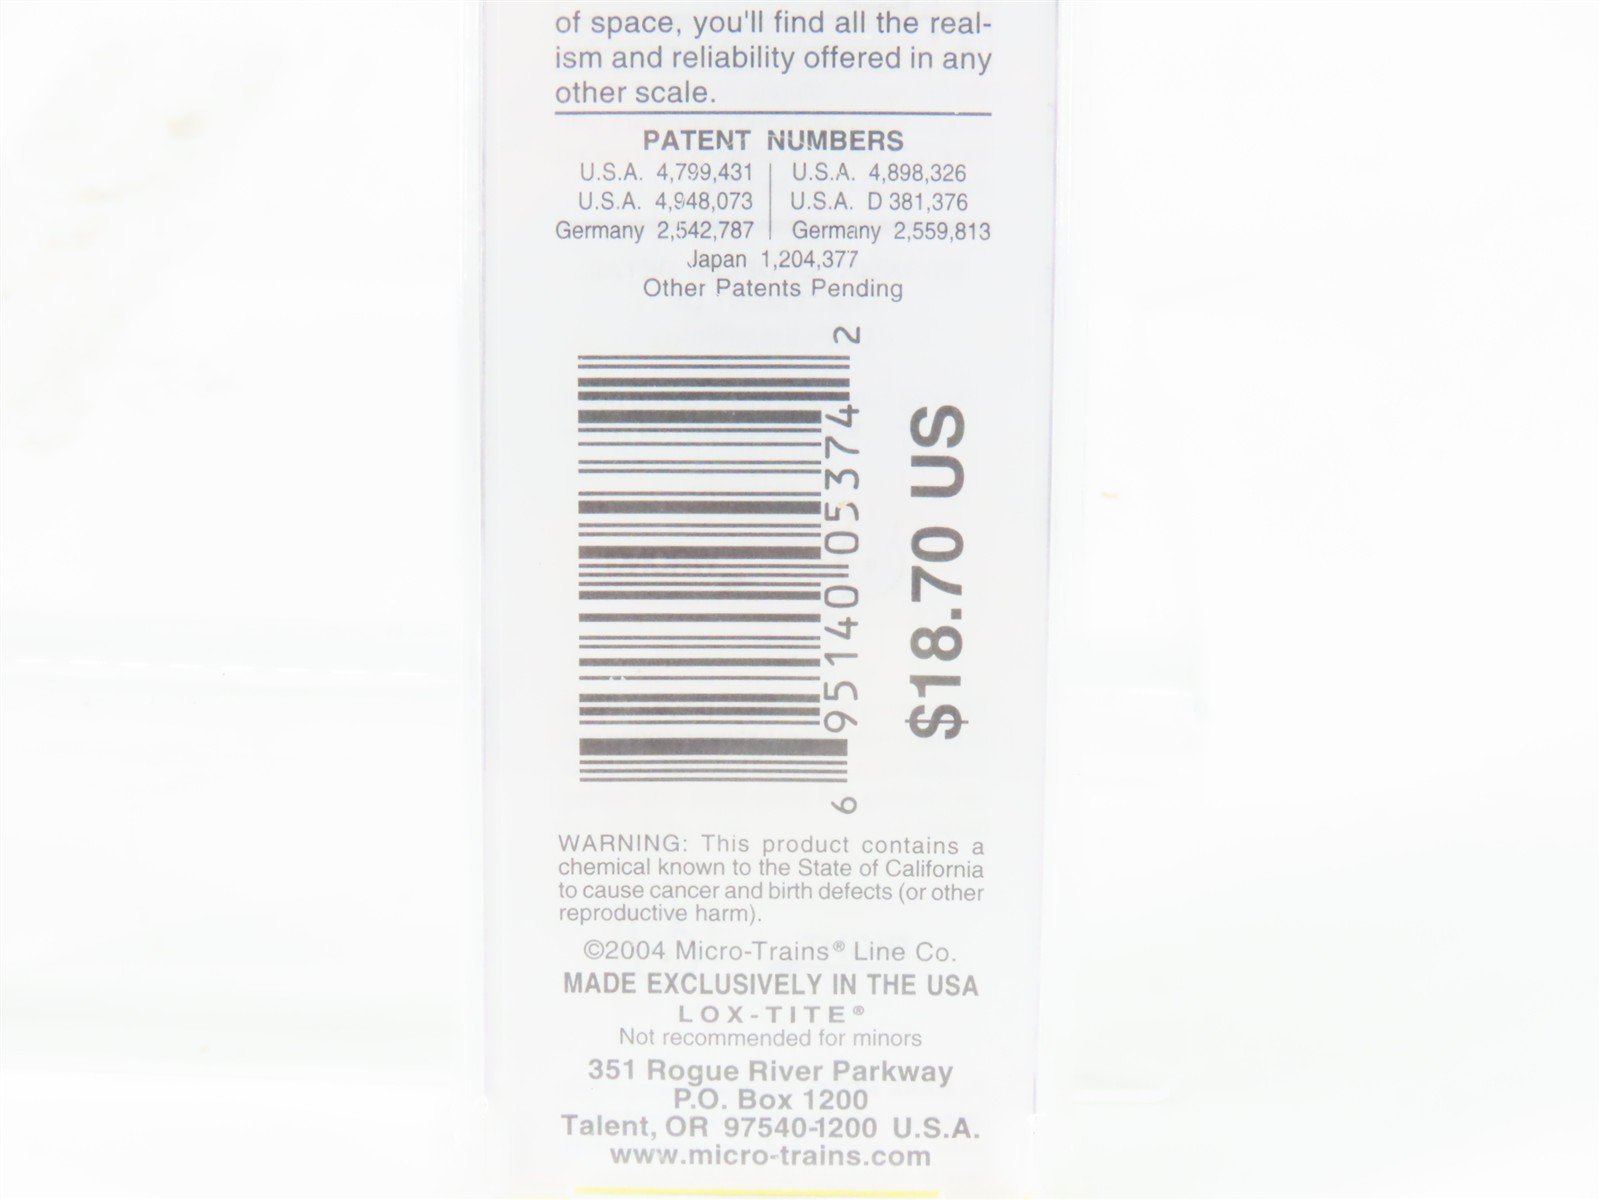 of space, you'll find all the real-
ism and reliability offered in any
other scale.
PATENT NUMBERS
U.S.A. 4,799,431 | U.S.A. 4,898,326
U.S.A. 4,948,073 | U.S.A. D 381,376
Germany 2,542,787 | Germany 2,559,813
Japan 1,204,377
Other Patents Pending
6 95140 05374 2
$18.70 US
WARNING: This product contains a
chemical known to the State of California
to cause cancer and birth defects (or other
reproductive harm).
©2004 Micro-Trains® Line Co.
MADE EXCLUSIVELY IN THE USA
LOX-TITE®
Not recommended for minors
351 Rogue River Parkway
P.O. Box 1200
Talent, OR 97540-1200 U.S.A.
www.micro-trains.com